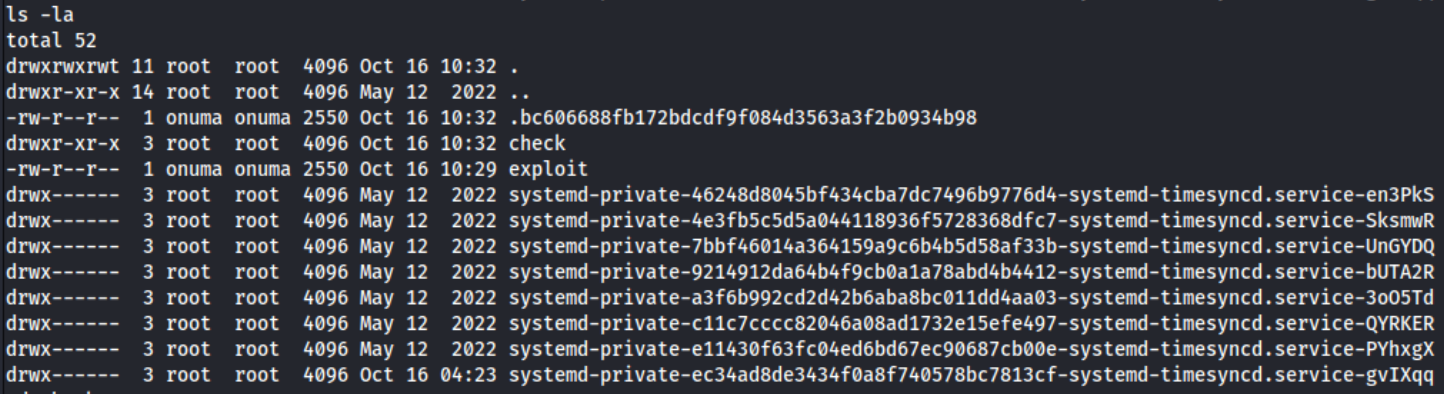 ls -la
total 52
drwxrwxrwt 11 root  root  4096 Oct 16 10:32 .
drwxr-xr-x 14 root  root  4096 May 12  2022 ..
-rw-r--r--  1 onuma onuma 2550 Oct 16 10:32 .bc606688fb172bdcdf9f084d3563a3f2b0934b98
drwxr-xr-x  3 root  root  4096 Oct 16 10:32 check
-rw-r--r--  1 onuma onuma 2550 Oct 16 10:29 exploit
drwx------  3 root  root  4096 May 12  2022 systemd-private-46248d8045bf434cba7dc7496b9776d4-systemd-timesyncd.service-en3PkS
drwx------  3 root  root  4096 May 12  2022 systemd-private-4e3fb5c5d5a044118936f5728368dfc7-systemd-timesyncd.service-SksmwR
drwx------  3 root  root  4096 May 12  2022 systemd-private-7bbf46014a364159a9c6b4b5d58af33b-systemd-timesyncd.service-UnGYDQ
drwx------  3 root  root  4096 May 12  2022 systemd-private-9214912da64b4f9cb0a1a78abd4b4412-systemd-timesyncd.service-bUTA2R
drwx------  3 root  root  4096 May 12  2022 systemd-private-a3f6b992cd2d42b6aba8bc011dd4aa03-systemd-timesyncd.service-3oO5Td
drwx------  3 root  root  4096 May 12  2022 systemd-private-c11c7cccc82046a08ad1732e15efe497-systemd-timesyncd.service-QYRKER
drwx------  3 root  root  4096 May 12  2022 systemd-private-e11430f63fc04ed6bd67ec90687cb00e-systemd-timesyncd.service-PYhxgX
drwx------  3 root  root  4096 Oct 16 04:23 systemd-private-ec34ad8de3434f0a8f740578bc7813cf-systemd-timesyncd.service-gvIXqq